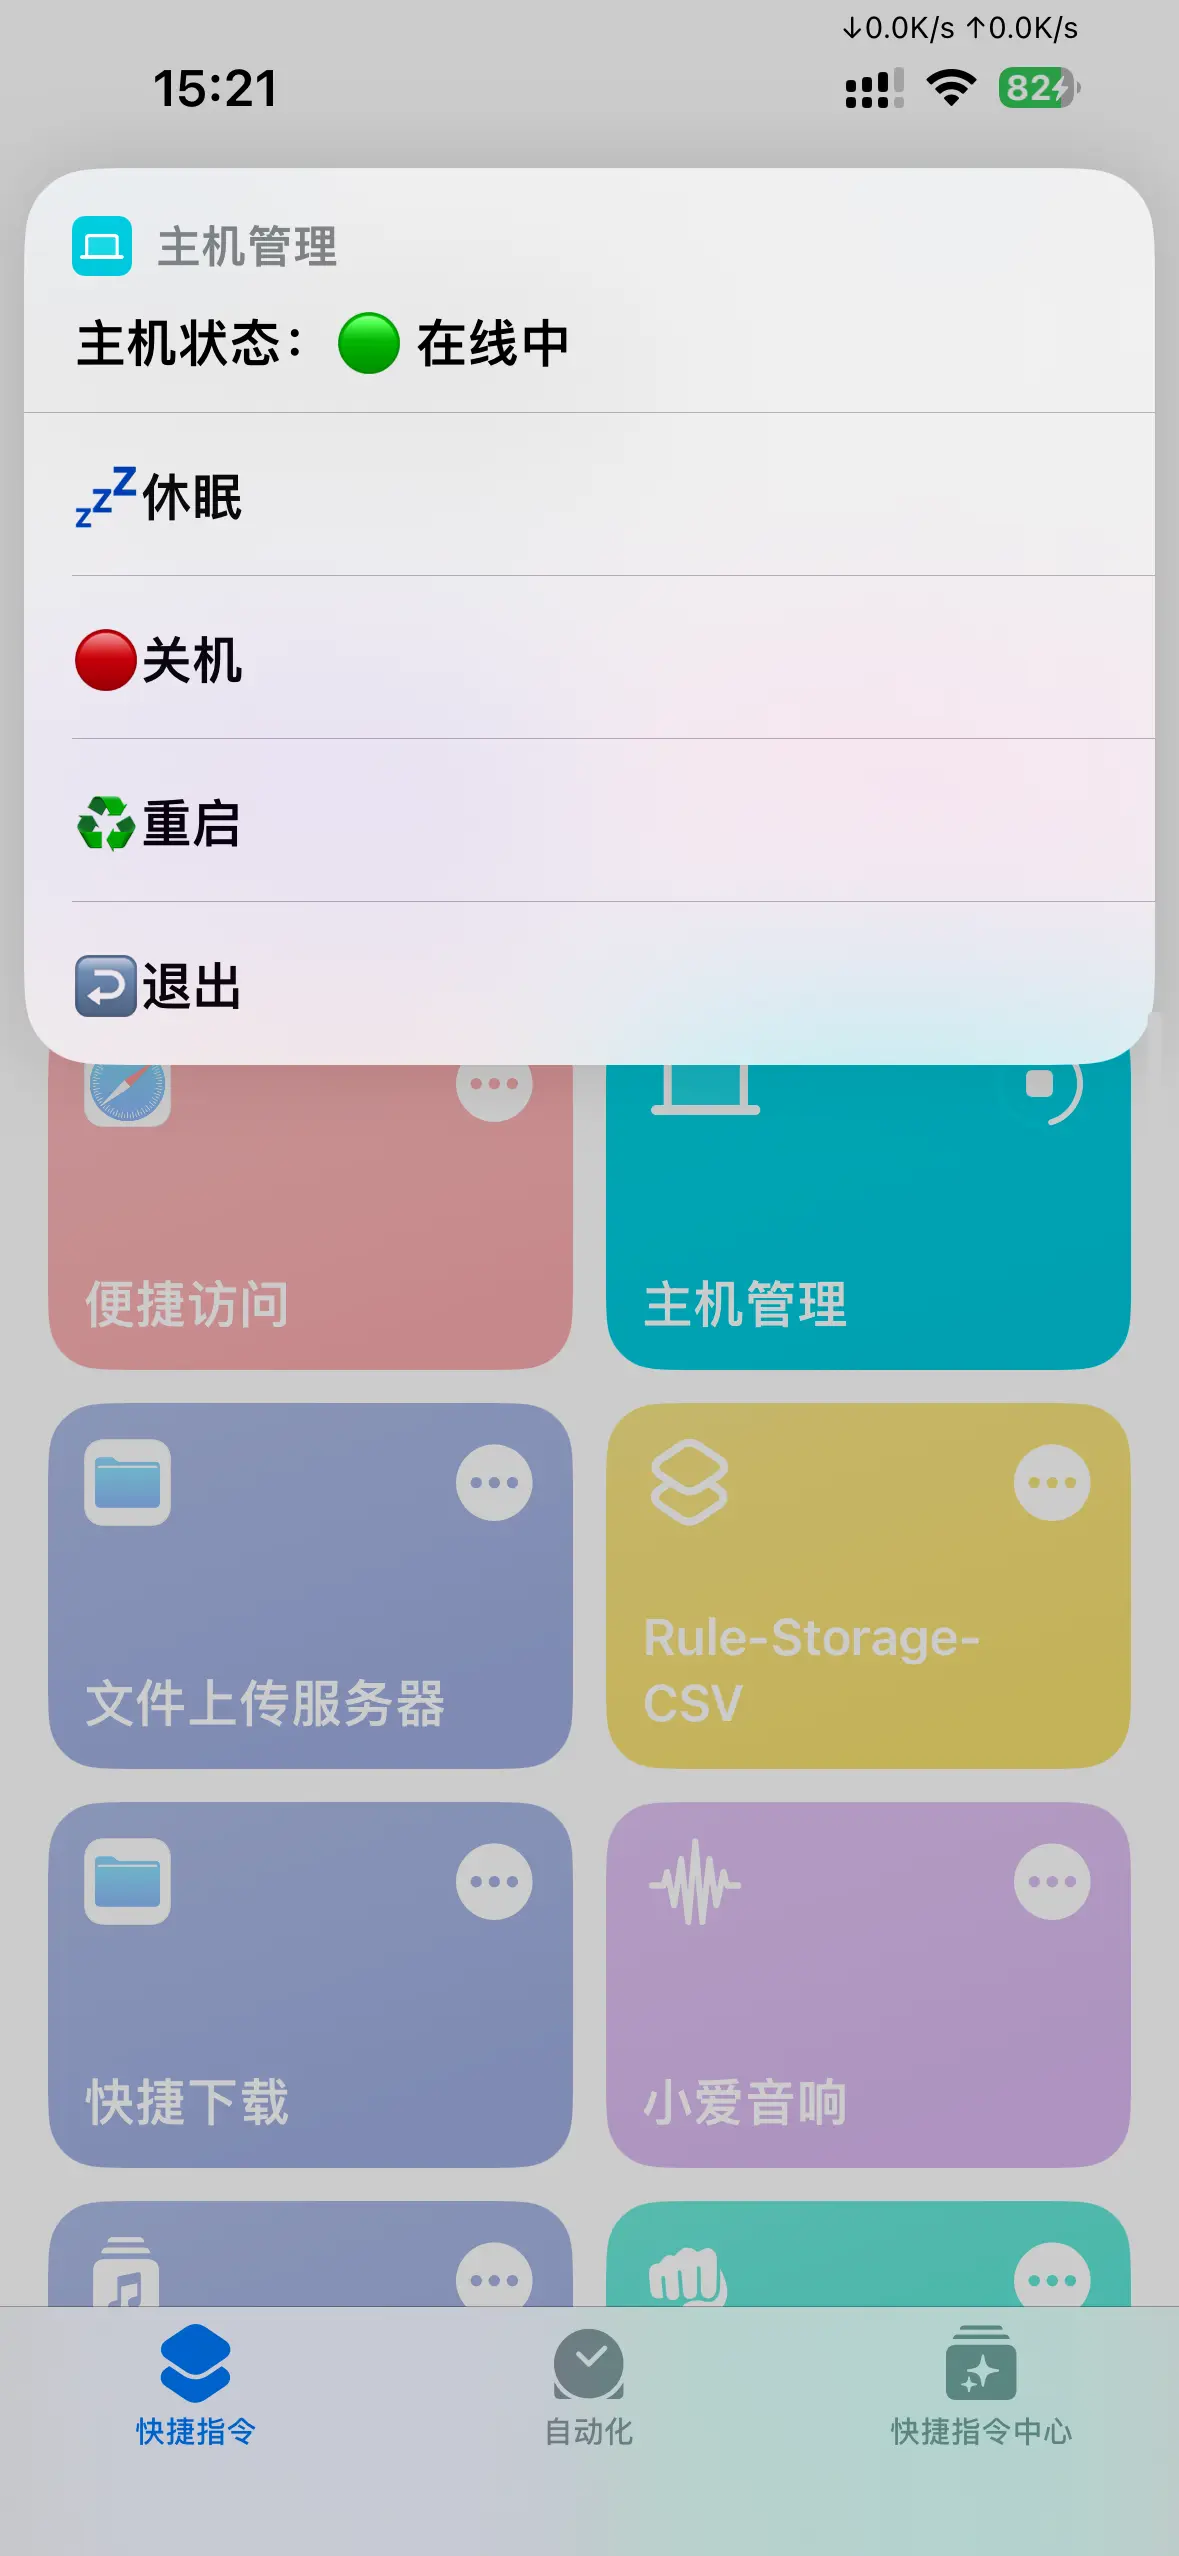 ↓0.0K/s ↑0.0K/s
15:21
82
主机管理
主机状态：🟢 在线中
💤休眠
🔴关机
♻️重启
↩️退出
便捷访问
主机管理
文件上传服务器
Rule-Storage-
CSV
快捷下载
小爱音响
快捷指令
自动化
快捷指令中心